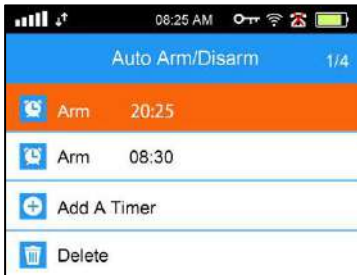 08:25 AM
Auto Arm/Disarm 1/4
Arm 20:25
Arm 08:30
Add A Timer
Delete